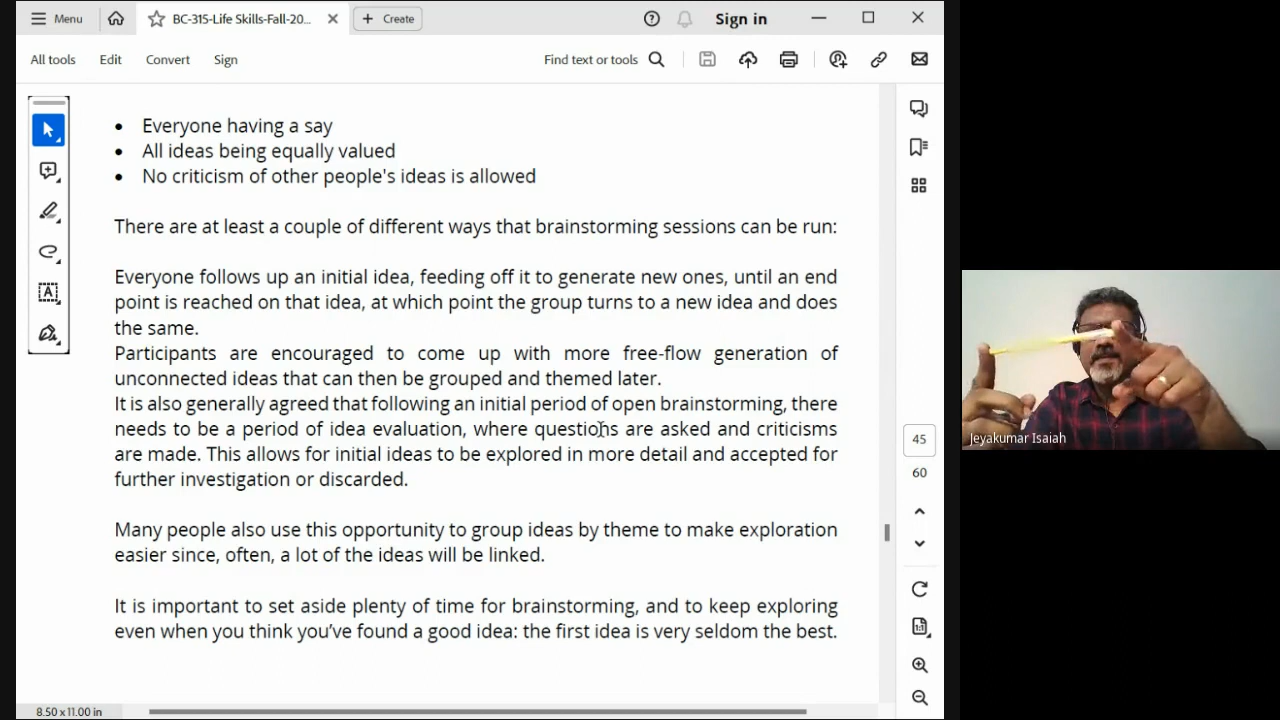 Menu
BC-315-Life Skills-Fall-20...
Create
Sign in
All tools
Edit
Convert
Sign
Find text or tools
• Everyone having a say
• All ideas being equally valued
• No criticism of other people's ideas is allowed
There are at least a couple of different ways that brainstorming sessions can be run:
Everyone follows up an initial idea, feeding off it to generate new ones, until an end
point is reached on that idea, at which point the group turns to a new idea and does
the same.
Participants are encouraged to come up with more free-flow generation of
unconnected ideas that can then be grouped and themed later.
It is also generally agreed that following an initial period of open brainstorming, there
needs to be a period of idea evaluation, where questions are asked and criticisms
are made. This allows for initial ideas to be explored in more detail and accepted for
further investigation or discarded.
Many people also use this opportunity to group ideas by theme to make exploration
easier since, often, a lot of the ideas will be linked.
It is important to set aside plenty of time for brainstorming, and to keep exploring
even when you think you've found a good idea: the first idea is very seldom the best.
45
60
8.50 x 11.00 in
Jeyakumar Isaiah